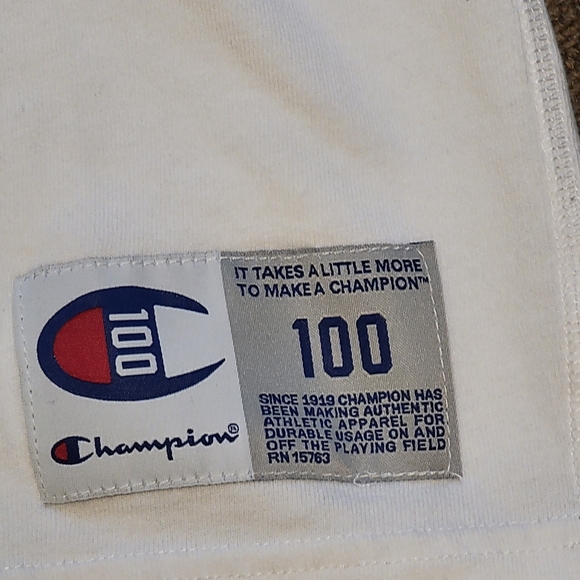 100
Champion®
IT TAKES A LITTLE MORE
TO MAKE A CHAMPION™
100
SINCE 1919 CHAMPION HAS
BEEN MAKING AUTHENTIC
ATHLETIC APPAREL FOR
DURABLE USAGE ON AND
OFF THE PLAYING FIELD
RN 15763